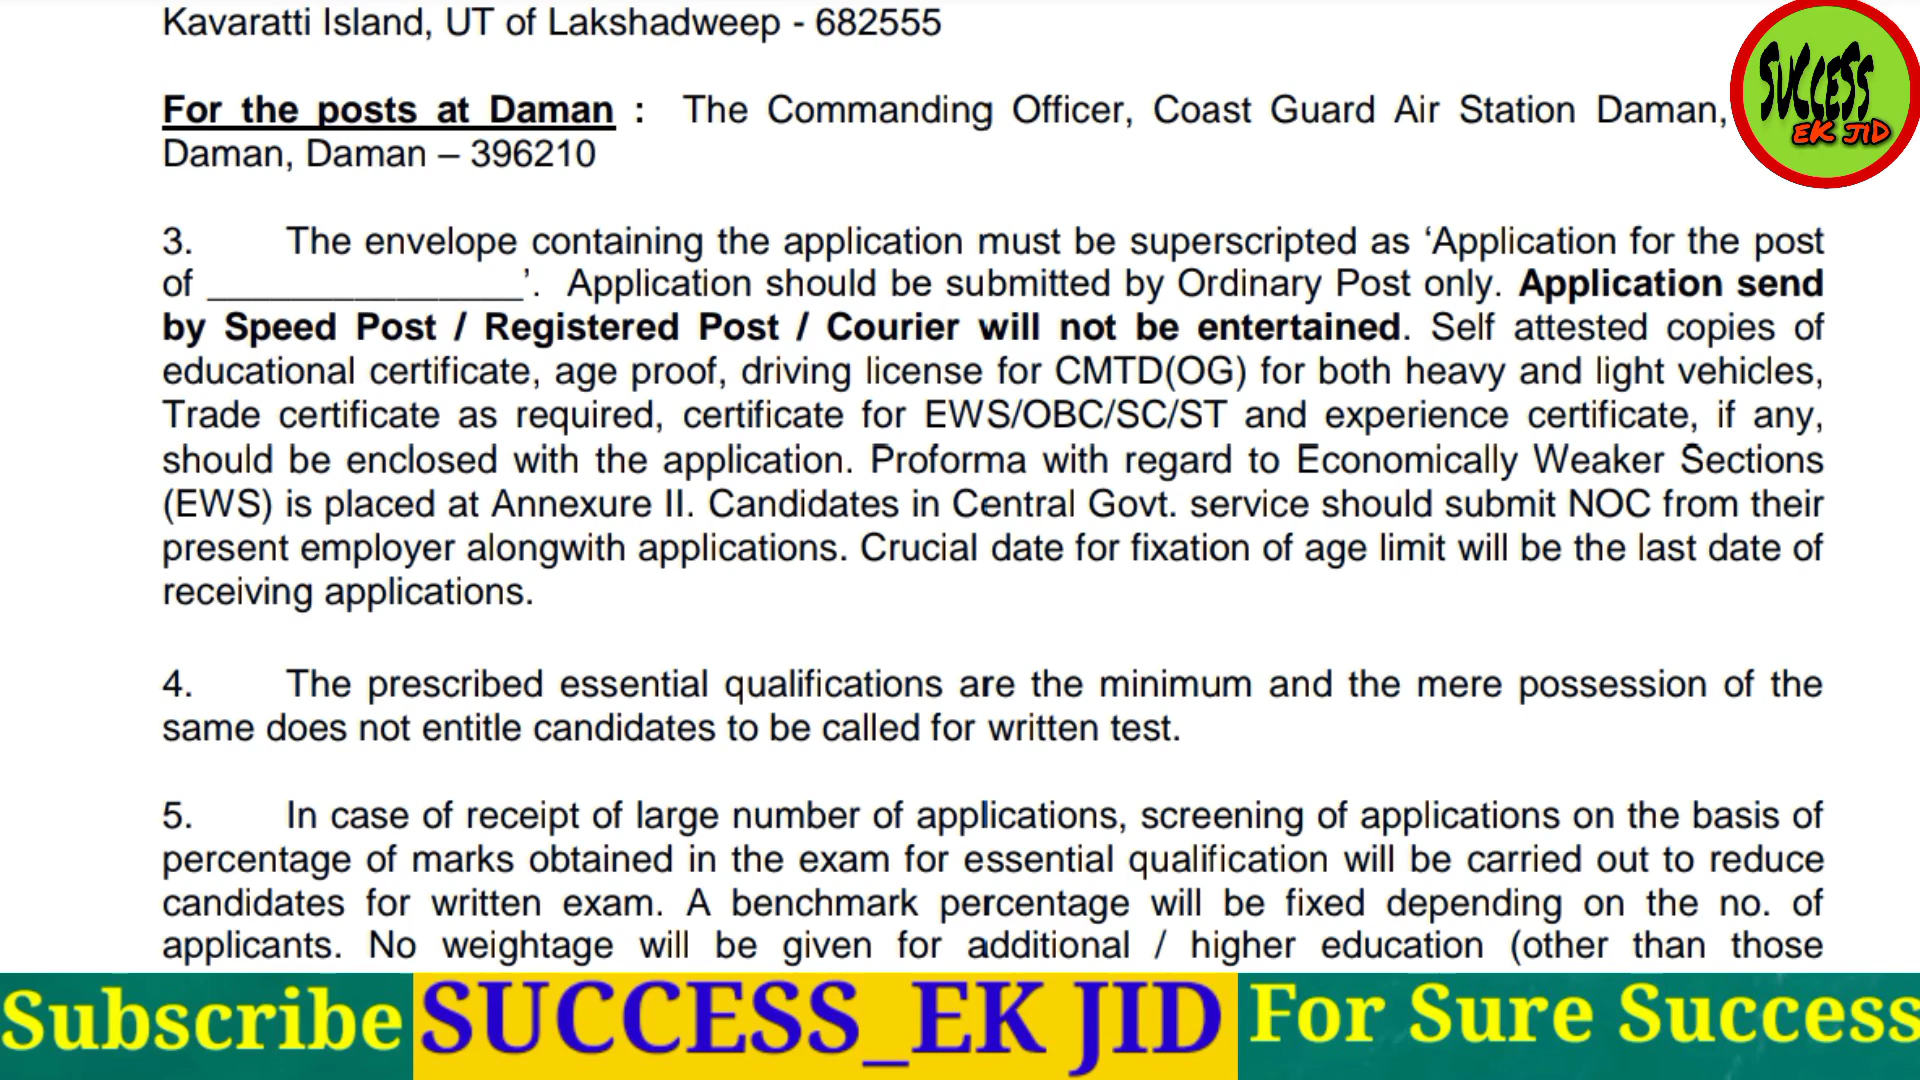 Kavaratti Island, UT of Lakshadweep - 682555
For the posts at Daman : The Commanding Officer, Coast Guard Air Station Daman,
Daman, Daman – 396210
3. The envelope containing the application must be superscripted as ‘Application for the post
of _______________’. Application should be submitted by Ordinary Post only. Application send
by Speed Post / Registered Post / Courier will not be entertained. Self attested copies of
educational certificate, age proof, driving license for CMTD(OG) for both heavy and light vehicles,
Trade certificate as required, certificate for EWS/OBC/SC/ST and experience certificate, if any,
should be enclosed with the application. Proforma with regard to Economically Weaker Sections
(EWS) is placed at Annexure II. Candidates in Central Govt. service should submit NOC from their
present employer alongwith applications. Crucial date for fixation of age limit will be the last date of
receiving applications.
4. The prescribed essential qualifications are the minimum and the mere possession of the
same does not entitle candidates to be called for written test.
5. In case of receipt of large number of applications, screening of applications on the basis of
percentage of marks obtained in the exam for essential qualification will be carried out to reduce
candidates for written exam. A benchmark percentage will be fixed depending on the no. of
applicants. No weightage will be given for additional / higher education (other than those
SUCCESS
EK JID
Subscribe SUCCESS_EK JID For Sure Success